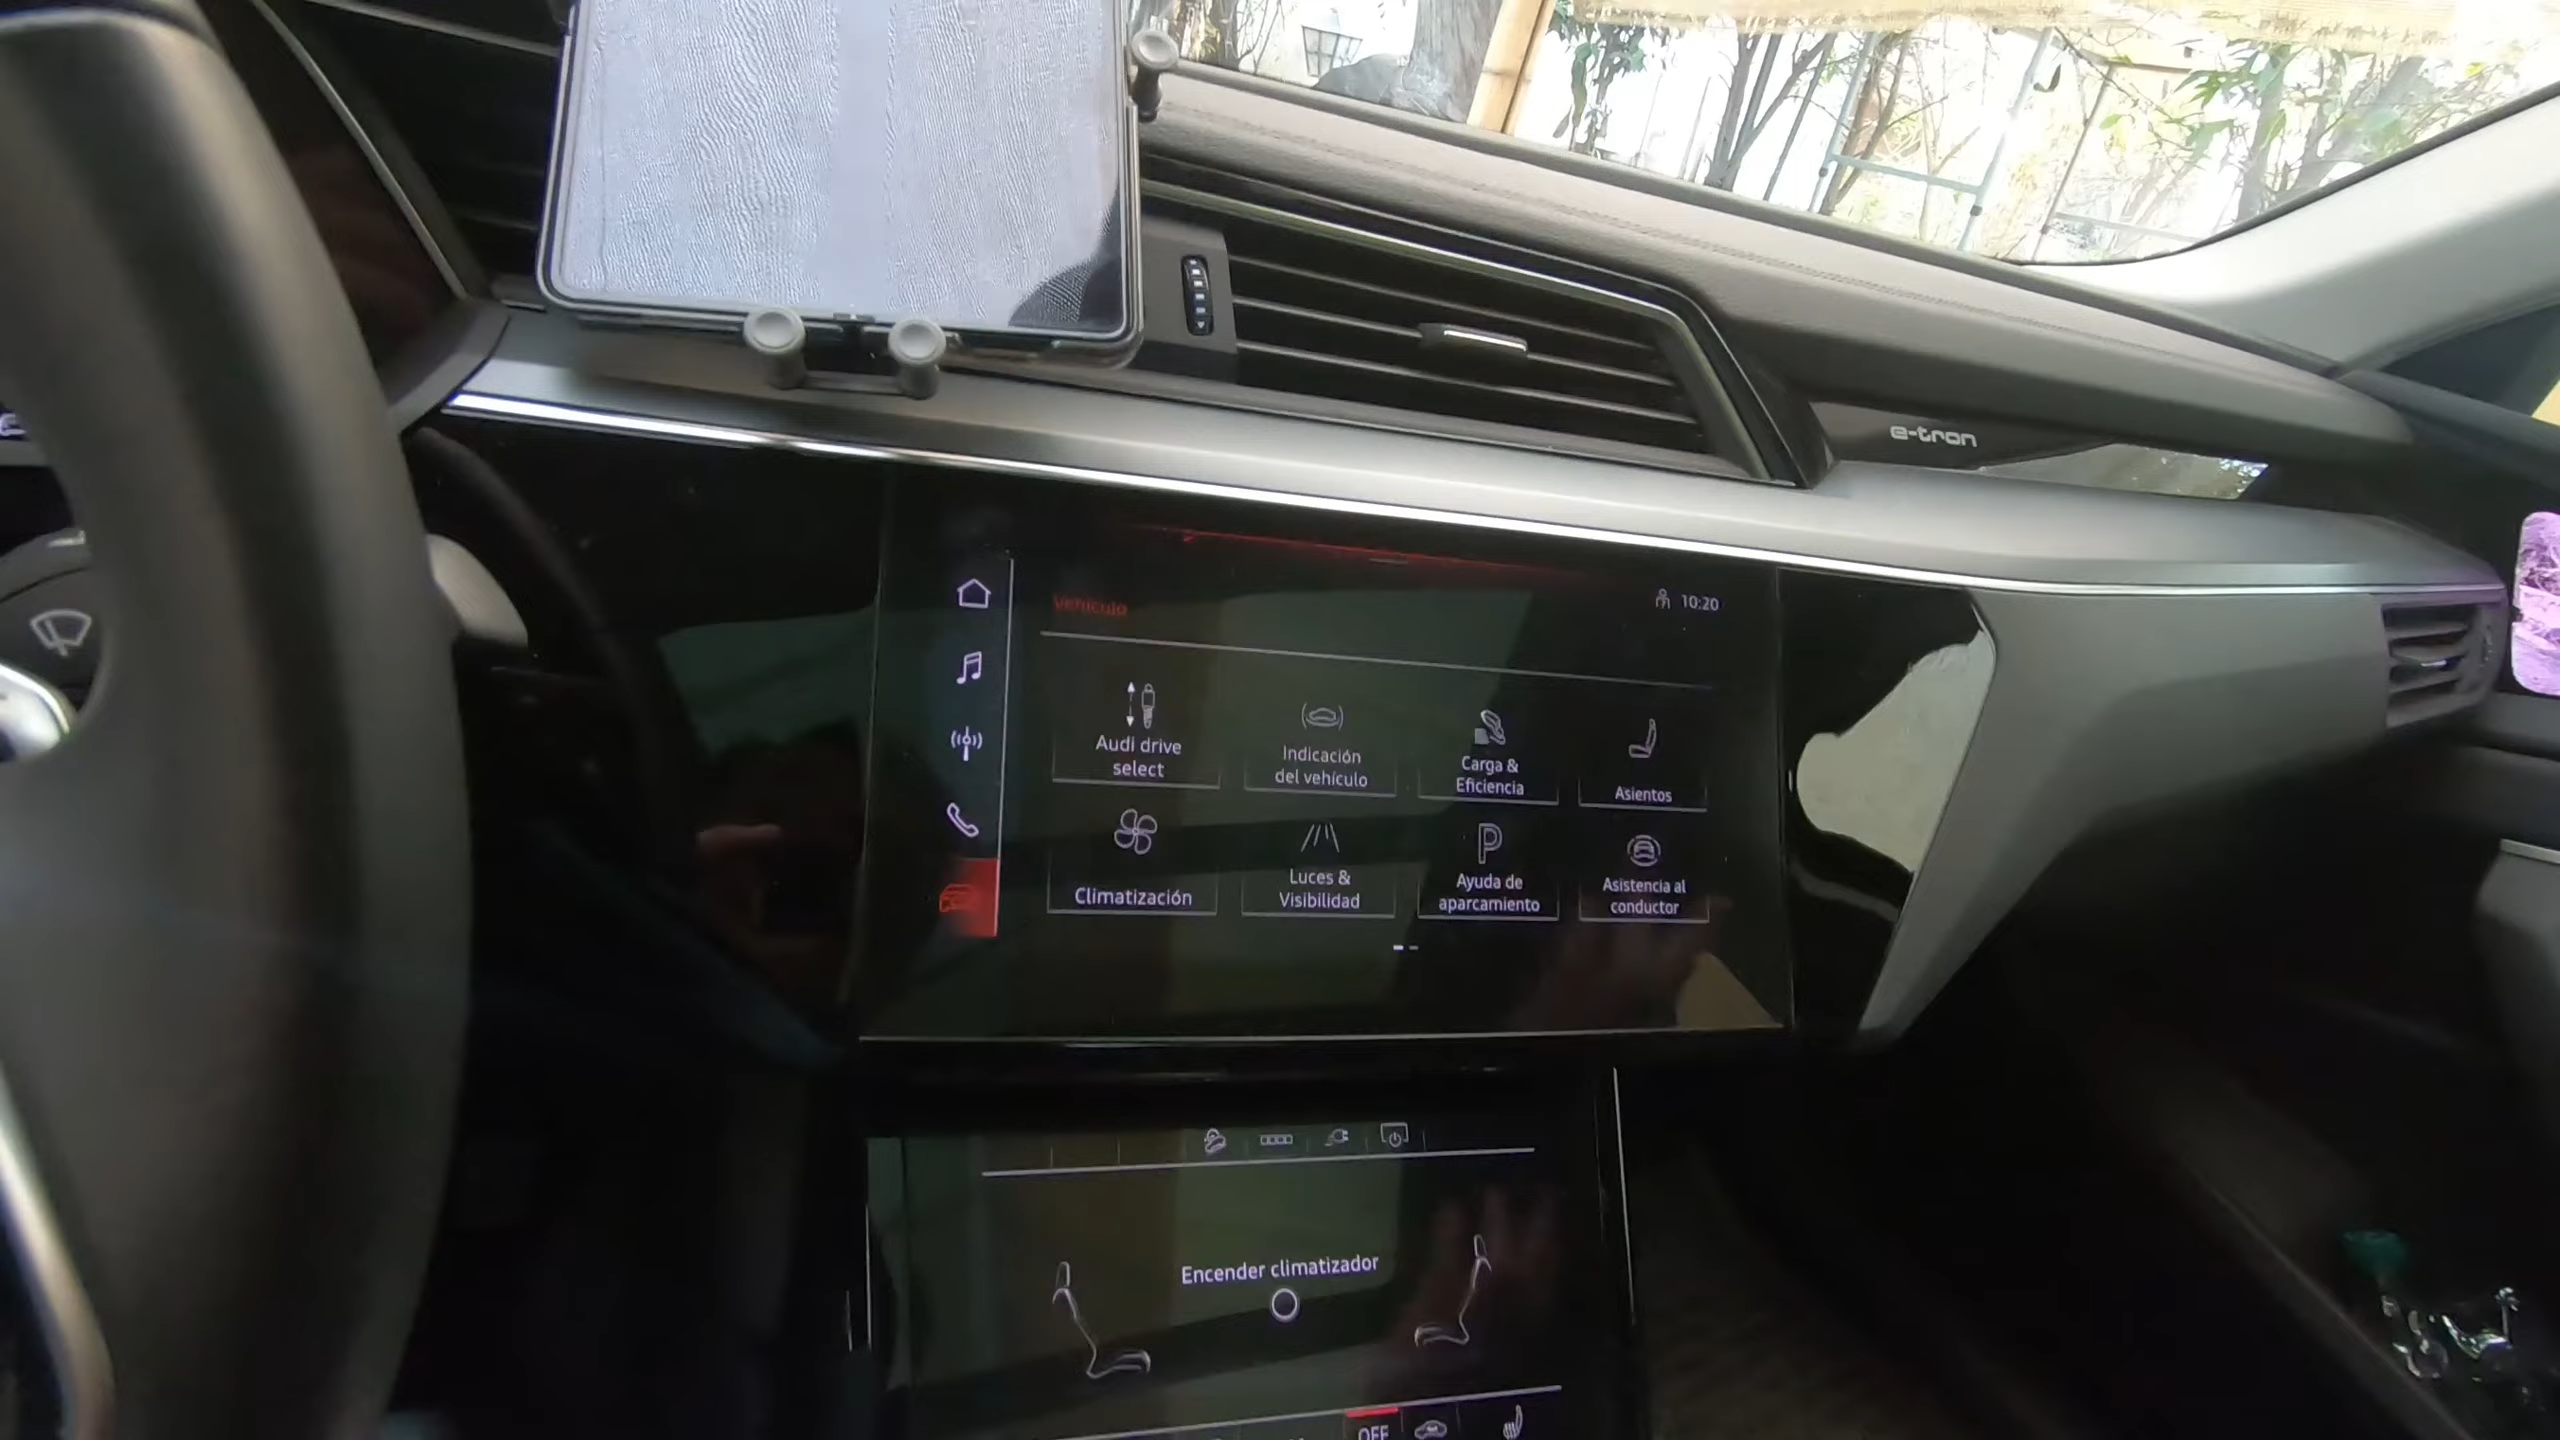 e-tron
Vehículo
10:20
Audi drive
select
Indicación
del vehículo
Carga &
Eficiencia
Asientos
Climatización
Luces &
Visibilidad
P
Ayuda de
aparcamiento
Asistencia al
conductor
Encender climatizador
OFF